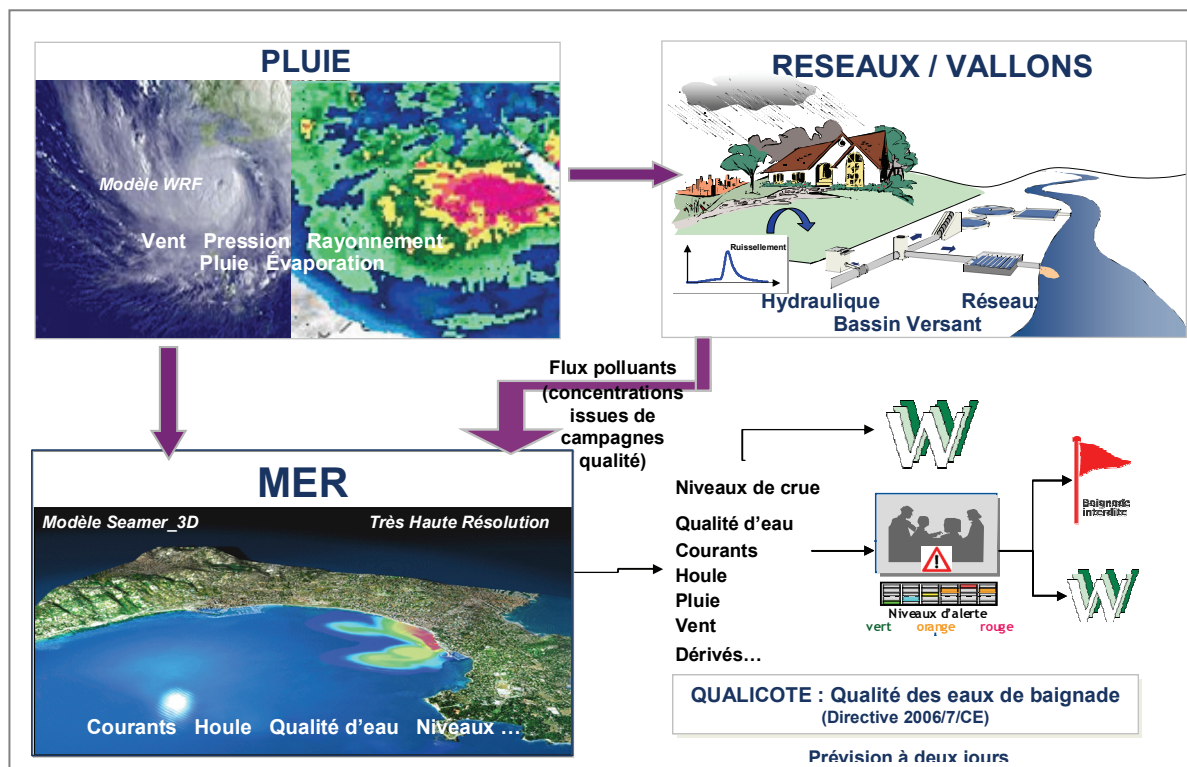 PLUIE
Modèle WRF
Vent Pression Rayonnement
Pluie Évaporation
RESEAUX / VALLONS
Ruissellement
Hydraulique Réseaux
Bassin Versant
Flux polluants
(concentrations
issues de
campagnes
qualité)
MER
Modèle Seamer_3D Très Haute Résolution
Courants Houle Qualité d'eau Niveaux ...
Niveaux de crue
Qualité d'eau
Courants
Houle
Pluie
Vent
Dérivés…
W
!
Niveaux d'alerte
vert orange rouge
Baignade
interdite
W
QUALICOTE : Qualité des eaux de baignade
(Directive 2006/7/CE)
Prévision à deux jours